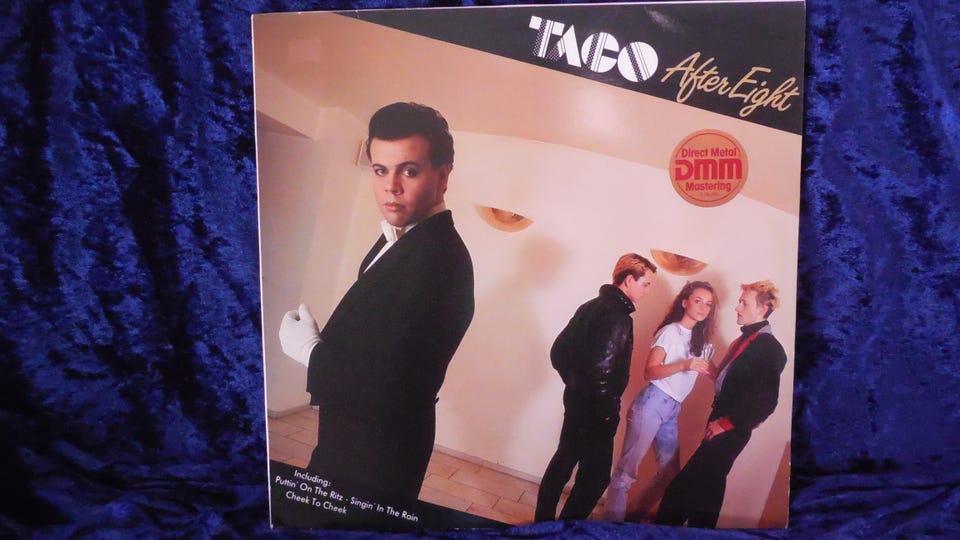 TACO
After Eight
Direct Metal
DMM
Mastering
Including:
Puttin' On The Ritz - Singin' In The Rain
Cheek To Cheek